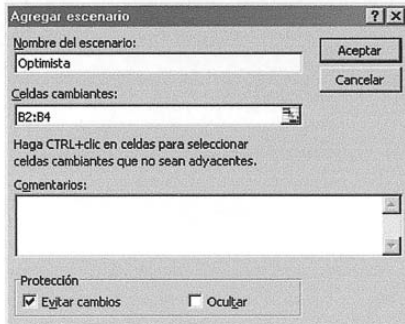 Agregar escenario
Nombre del escenario:
Optimista
Aceptar
Cancelar
Celdas cambiantes:
B2:B4
Haga CTRL+clic en celdas para seleccionar
celdas cambiantes que no sean adyacentes.
Comentarios:
Protección
Evitar cambios
Ocultar